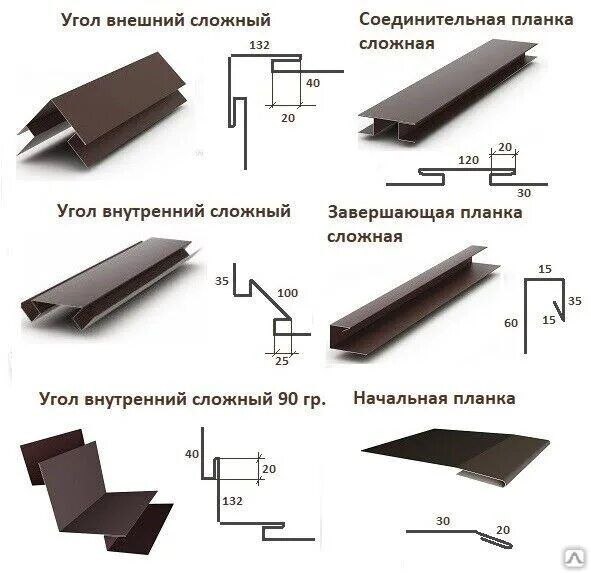 Угол внешний сложный
132
40
20
Соединительная планка
сложная
20
120
30
Угол внутренний сложный
35
100
25
Завершающая планка
сложная
15
35
60
15
Угол внутренний сложный 90 гр.
40
20
132
Начальная планка
30
20